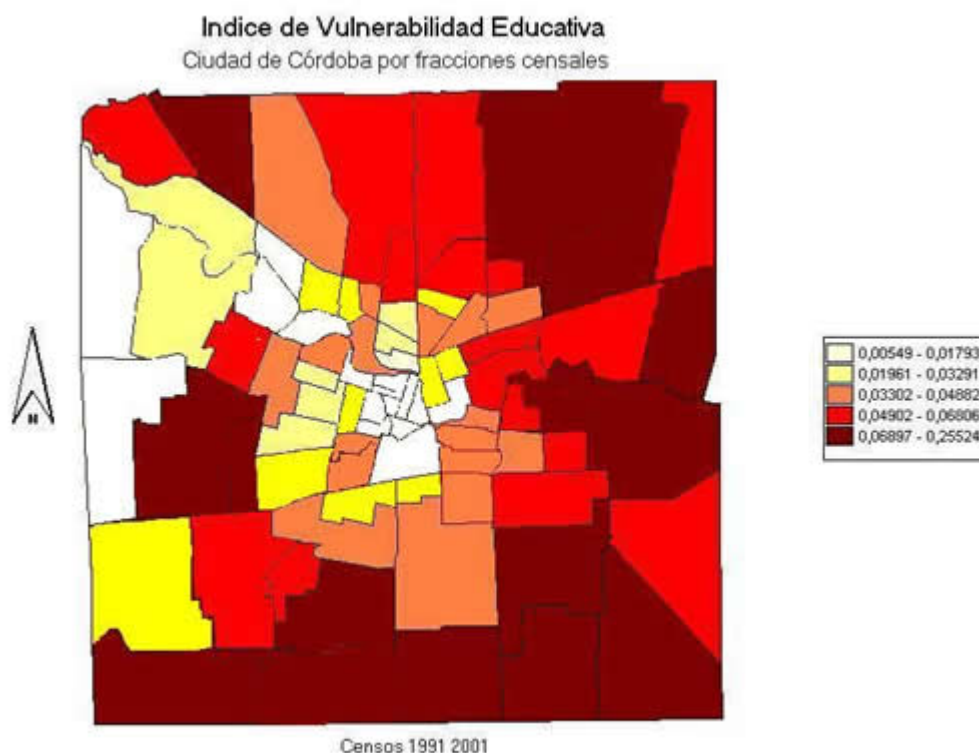 Indice de Vulnerabilidad Educativa
Ciudad de Córdoba por fracciones censales
N
0,00549 - 0,01793
0,01961 - 0,03291
0,03302 - 0,04882
0,04902 - 0,06806
0,06897 - 0,25524
Censos 1991 2001